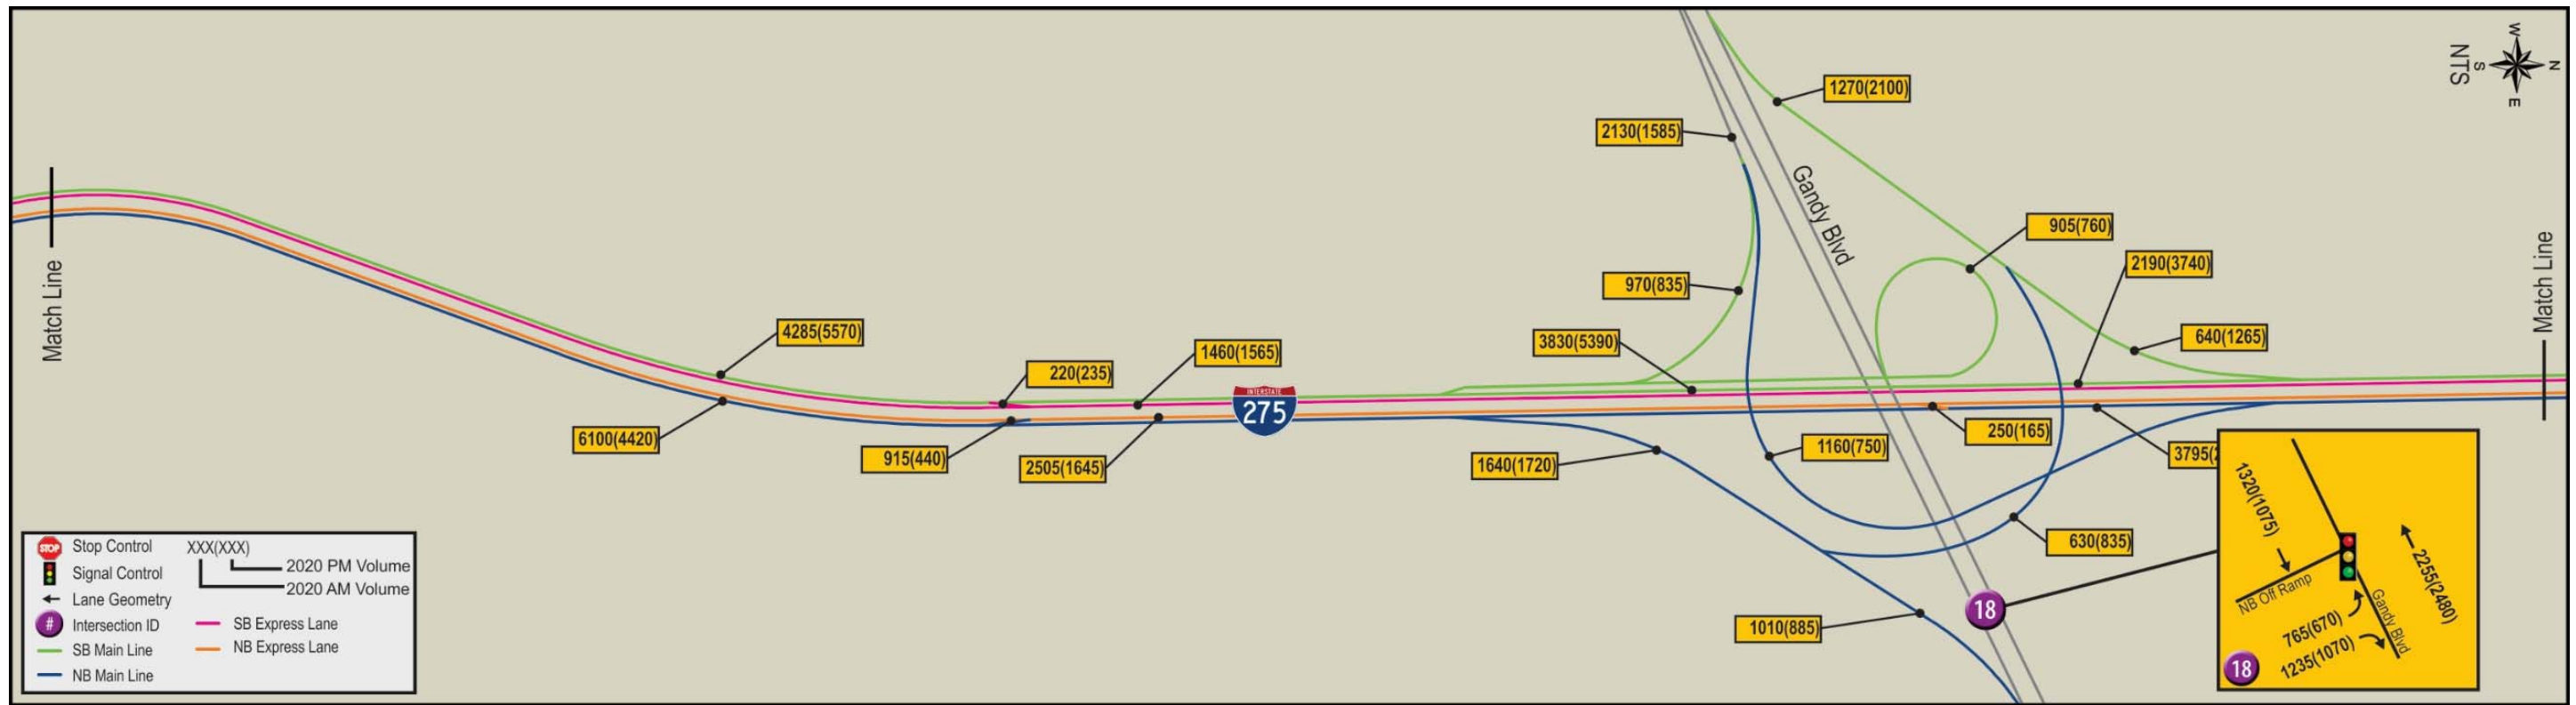 W
N
S
E
NTS
1270(2100)
2130(1585)
Gandy Blvd
905(760)
2190(3740)
970(835)
3830(5390)
640(1265)
Match Line
Match Line
4285(5570)
220(235)
1460(1565)
INTERSTATE
275
6100(4420)
915(440)
2505(1645)
1640(1720)
1160(750)
250(165)
3795(2
630(835)
1010(885)
18
STOP
Stop Control
XXX(XXX)
Signal Control
2020 PM Volume
Lane Geometry
2020 AM Volume
#
Intersection ID
SB Express Lane
SB Main Line
NB Express Lane
NB Main Line
1320(1075)
NB Off Ramp
2255(2480)
Gandy Blvd
765(670)
1235(1070)
18